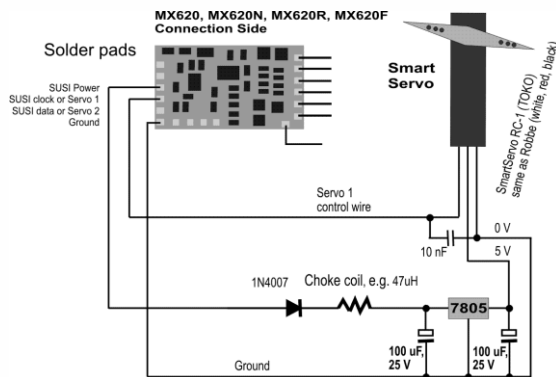 MX620, MX620N, MX620R, MX620F
Connection Side
Solder pads
SUSI Power
SUSI clock or Servo 1
SUSI data or Servo 2
Ground
Smart
Servo
SmartServo RC-1 (TOKO)
same as Robbe (white, red, black)
Servo 1
control wire
0 V
10 nF
5 V
1N4007
Choke coil, e.g. 47uH
7805
100 uF,
25 V
100 uF,
25 V
Ground